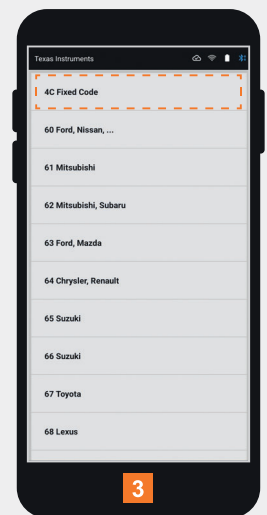 Texas Instruments
4C Fixed Code
60 Ford, Nissan, ...
61 Mitsubishi
62 Mitsubishi, Subaru
63 Ford, Mazda
64 Chrysler, Renault
65 Suzuki
66 Suzuki
67 Toyota
68 Lexus
3